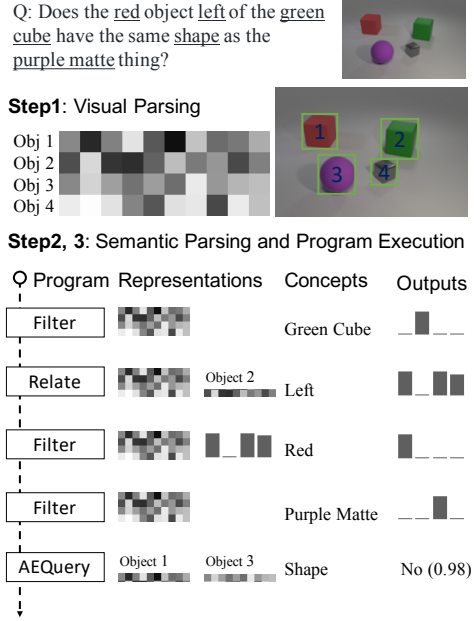 Q: Does the red object left of the green
cube have the same shape as the
purple matte thing?
Step1: Visual Parsing
Obj 1
Obj 2
Obj 3
Obj 4
1
2
3
4
Step2, 3: Semantic Parsing and Program Execution
Program Representations Concepts Outputs
Filter
Green Cube
Relate
Object 2
Left
Filter
Red
Filter
Purple Matte
AEQuery
Object 1
Object 3
Shape
No (0.98)